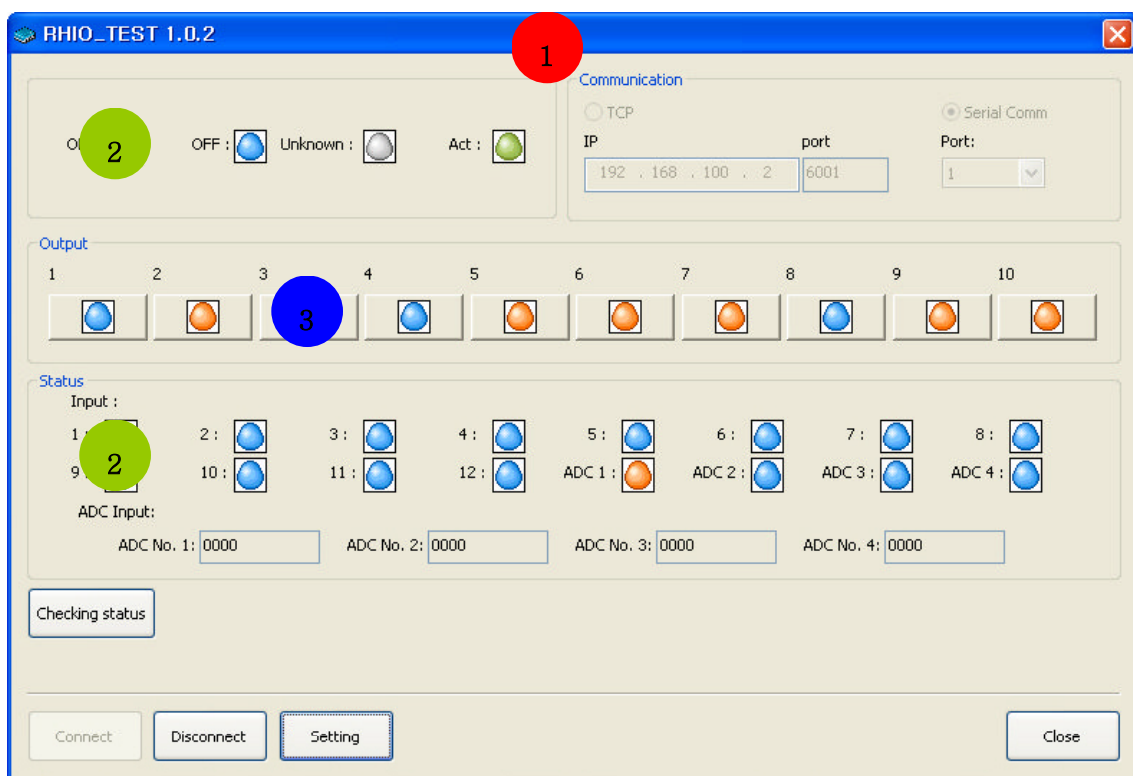 RHIO_TEST 1.0.2
1
Communication
TCP
Serial Comm
IP
port
Port:
192 . 168 . 100 . 2
6001
1
2
OFF :
Unknown :
Act :
Output
1 2 3 4 5 6 7 8 9 10
3
Status
Input :
1 : 2 : 3 : 4 : 5 : 6 : 7 : 8 :
2
9 : 10 : 11 : 12 : ADC 1 : ADC 2 : ADC 3 : ADC 4 :
ADC Input:
ADC No. 1: 0000 ADC No. 2: 0000 ADC No. 3: 0000 ADC No. 4: 0000
Checking status
Connect
Disconnect
Setting
Close